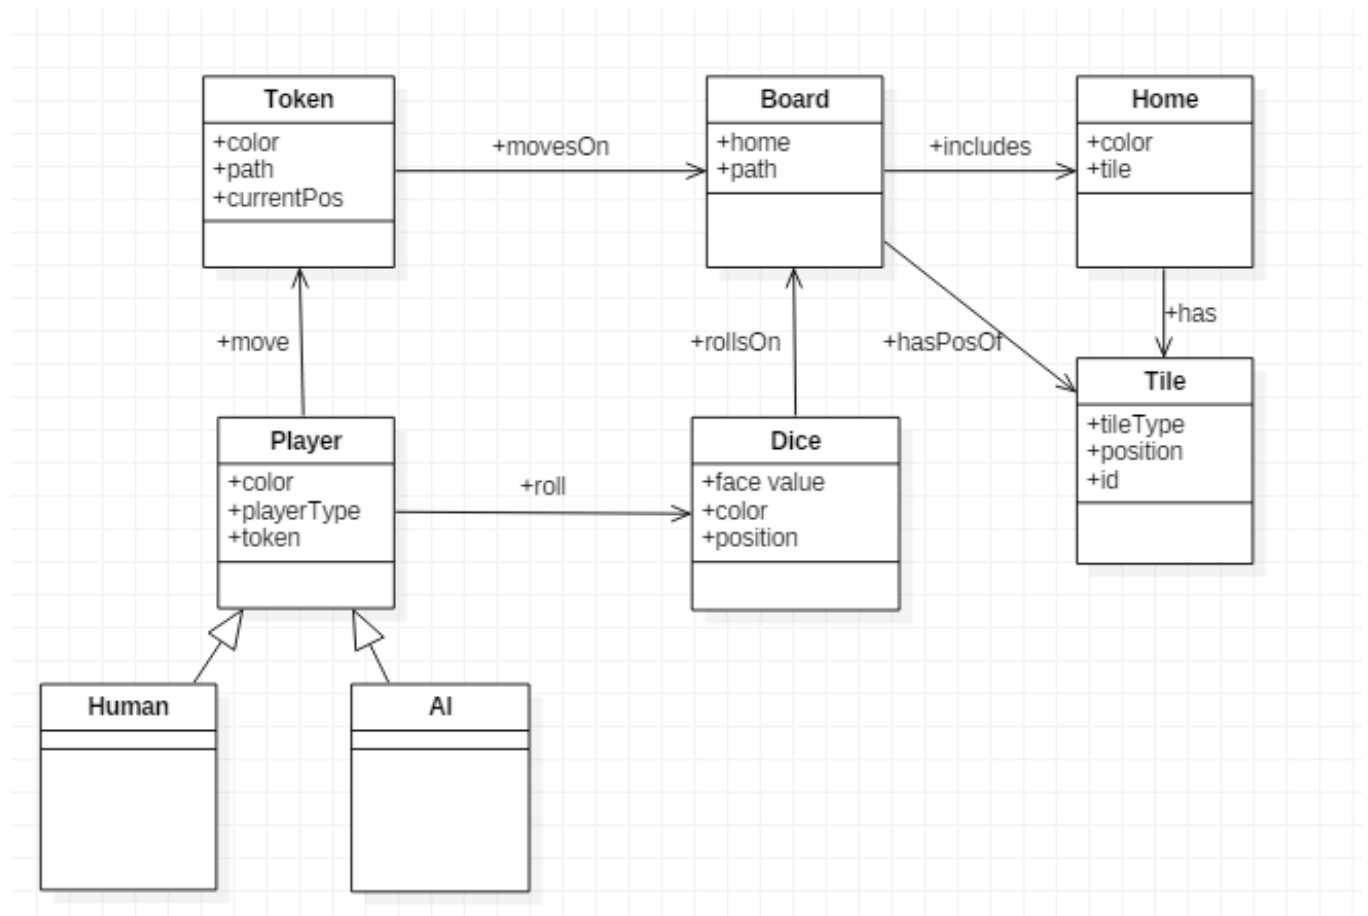 Token
+color
+path
+currentPos
+movesOn
Board
+home
+path
+includes
Home
+color
+tile
+move
+rollsOn
+hasPosOf
+has
Tile
+tileType
+position
+id
Player
+color
+playerType
+token
+roll
Dice
+face value
+color
+position
Human
AI